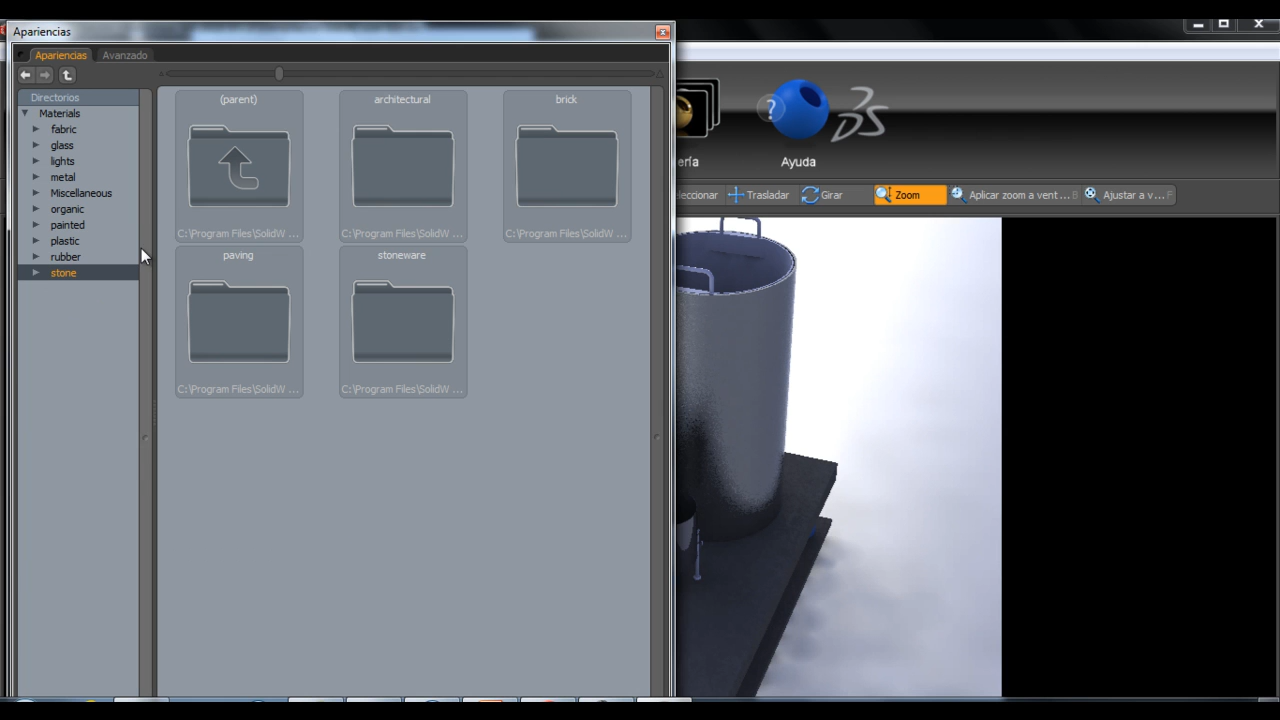 Apariencias
Apariencias
Avanzado
Directorios
Materials
fabric
glass
lights
metal
Miscellaneous
organic
painted
plastic
rubber
stone
(parent)
architectural
brick
C:\Program Files\SolidW ...
C:\Program Files\SolidW ...
C:\Program Files\SolidW ...
paving
stoneware
C:\Program Files\SolidW ...
C:\Program Files\SolidW ...
ería
?
Ayuda
eleccionar
Trasladar
Girar
Zoom
Aplicar zoom a vent ...
Ajustar a v... F